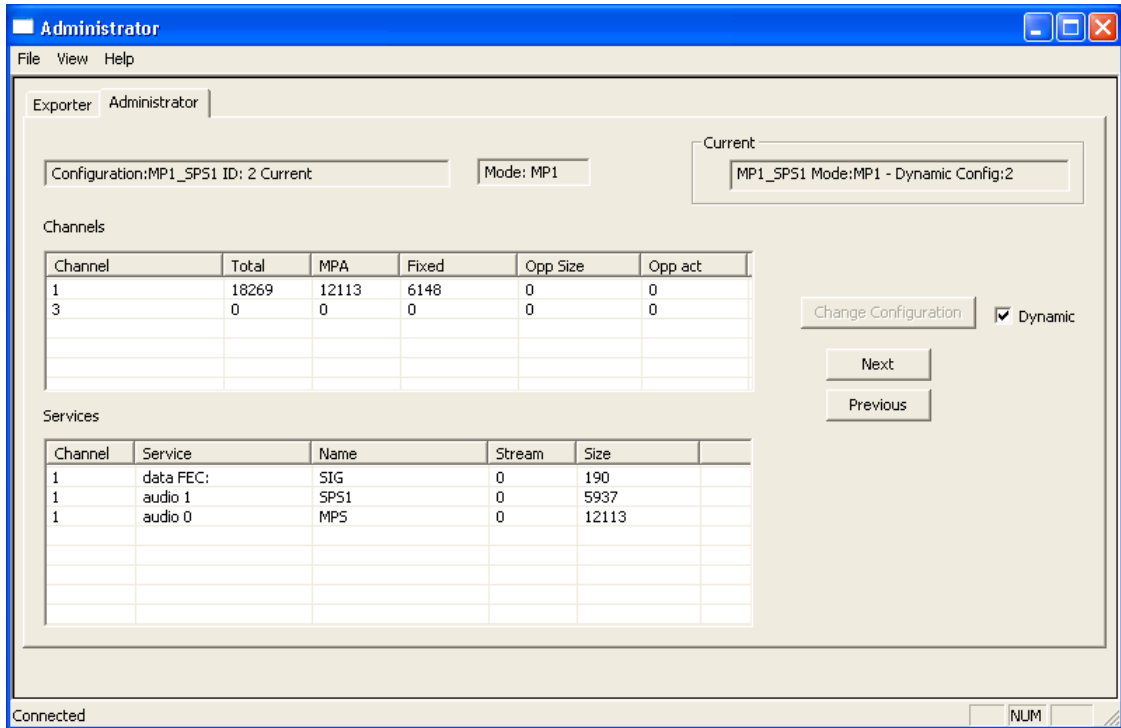 Administrator
File View Help
Exporter Administrator
Configuration:MP1_SPS1 ID: 2 Current
Mode: MP1
Current
MP1_SPS1 Mode:MP1 - Dynamic Config:2
Channels
Channel Total MPA Fixed Opp Size Opp act
1 18269 12113 6148 0 0
3 0 0 0 0 0
Change Configuration Dynamic
Next
Previous
Services
Channel Service Name Stream Size
1 data FEC: SIG 0 190
1 audio 1 SPS1 0 5937
1 audio 0 MPS 0 12113
Connected NUM